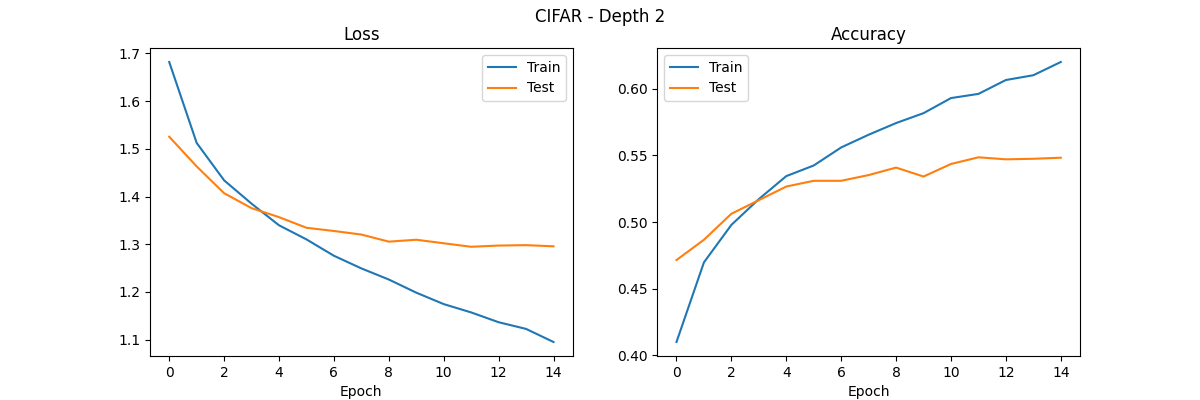 CIFAR - Depth 2
Loss
1.7
1.6
1.5
1.4
1.3
1.2
1.1
Train
Test
0 2 4 6 8 10 12 14
Epoch
Accuracy
0.60
0.55
0.50
0.45
0.40
Train
Test
0 2 4 6 8 10 12 14
Epoch